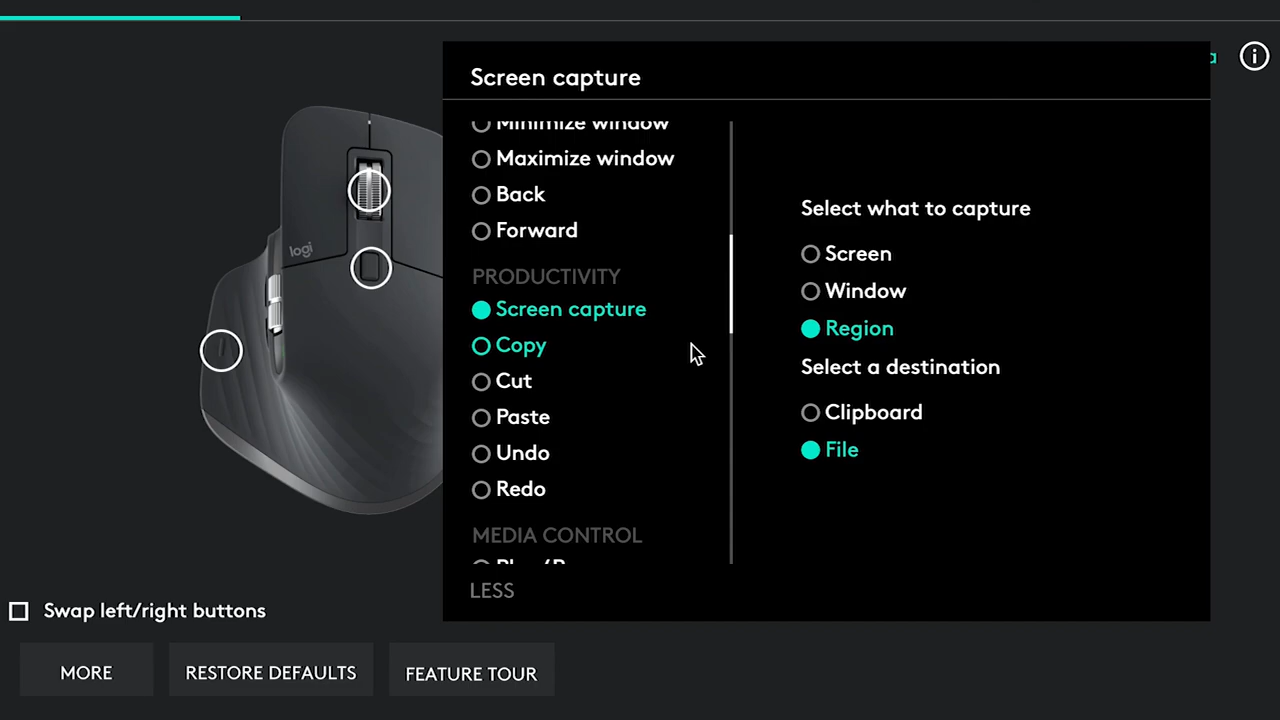 Screen capture
logi
Minimize window
Maximize window
Back
Forward
PRODUCTIVITY
Screen capture
Copy
Cut
Paste
Undo
Redo
MEDIA CONTROL
LESS
Select what to capture
Screen
Window
Region
Select a destination
Clipboard
File
Swap left/right buttons
MORE
RESTORE DEFAULTS
FEATURE TOUR